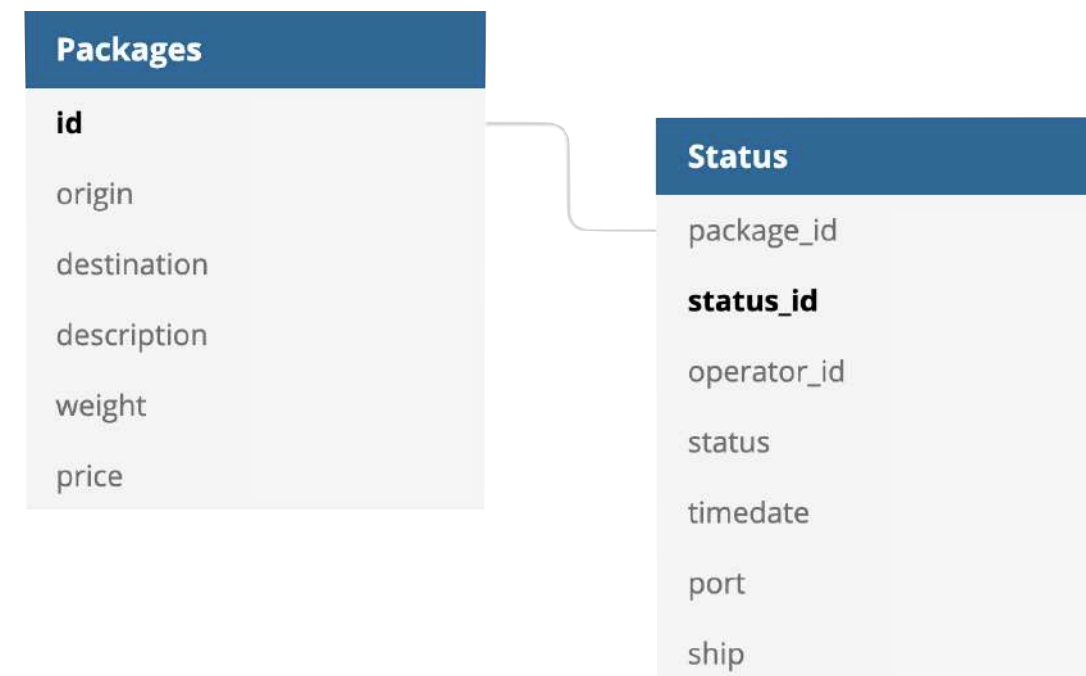 Packages
id
origin
destination
description
weight
price
Status
package_id
status_id
operator_id
status
timedate
port
ship